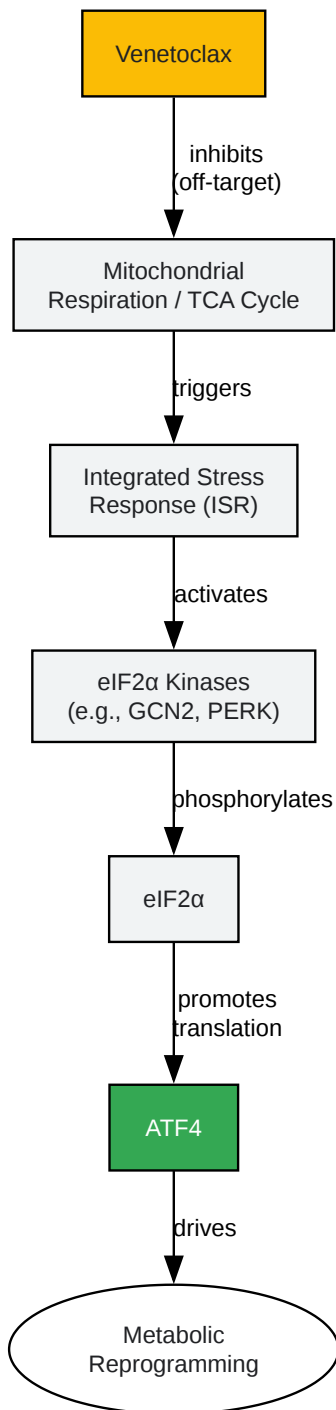 Venetoclax
inhibits
(off-target)
Mitochondrial
Respiration / TCA Cycle
triggers
Integrated Stress
Response (ISR)
activates
eIF2α Kinases
(e.g., GCN2, PERK)
phosphorylates
eIF2α
promotes
translation
ATF4
drives
Metabolic
Reprogramming